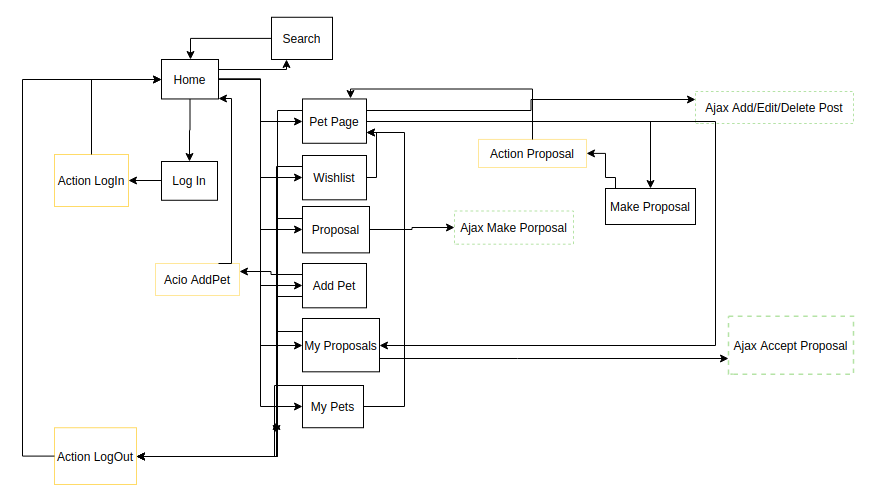 Search
Home
Ajax Add/Edit/Delete Post
Pet Page
Action Proposal
Action LogIn
Log In
Wishlist
Make Proposal
Proposal
Ajax Make Porposal
Acio AddPet
Add Pet
My Proposals
Ajax Accept Proposal
My Pets
Action LogOut